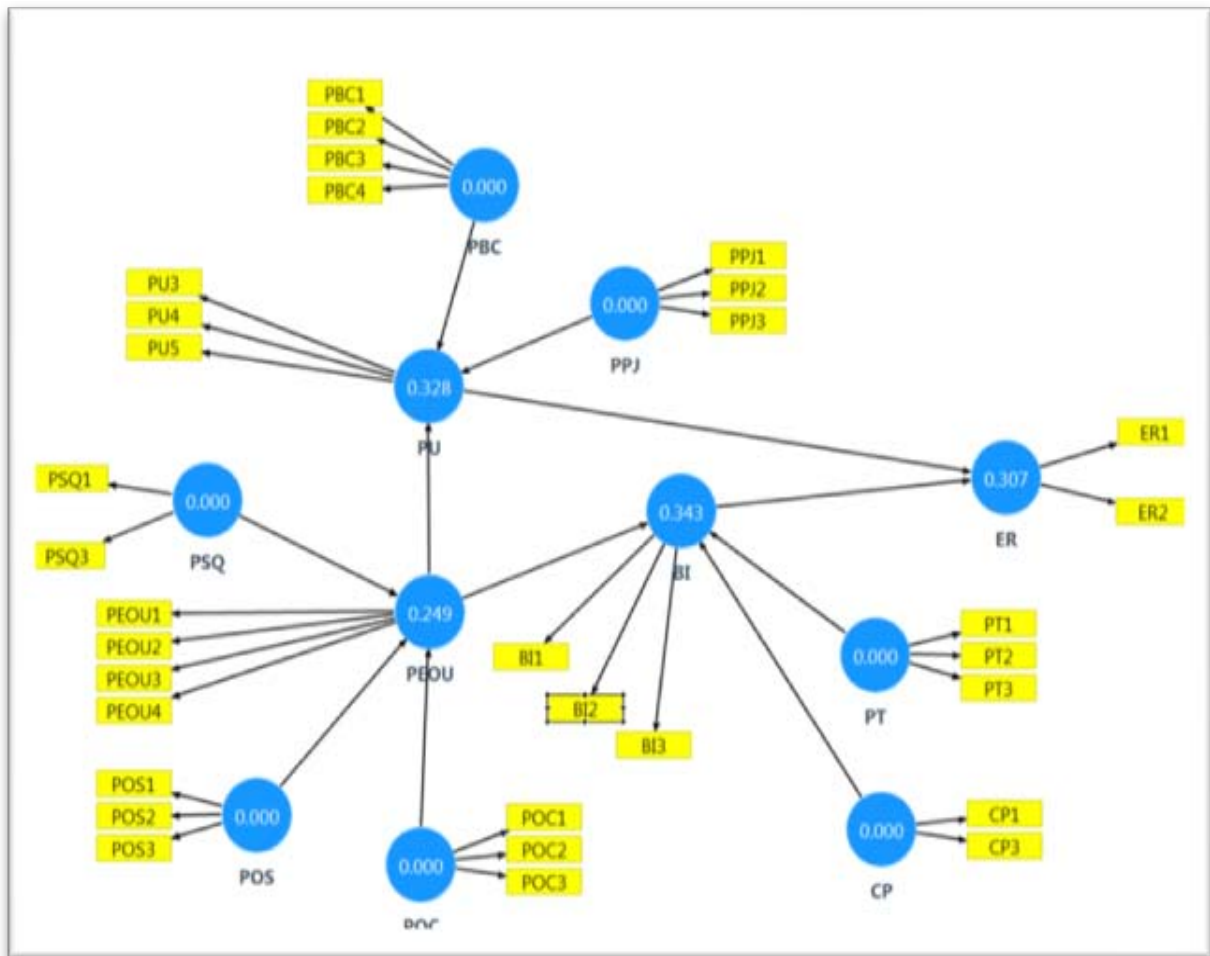 PBC1
PBC2
PBC3
PBC4
0.000
PBC
PPJ1
PPJ2
PPJ3
0.000
PPJ
PU3
PU4
PU5
0.328
PU
ER1
ER2
0.307
ER
PSQ1
PSQ3
0.000
PSQ
0.343
BI
BI1
BI2
BI3
PEOU1
PEOU2
PEOU3
PEOU4
0.249
PEOU
PT1
PT2
PT3
0.000
PT
POS1
POS2
POS3
0.000
POS
POC1
POC2
POC3
0.000
POC
CP1
CP3
0.000
CP